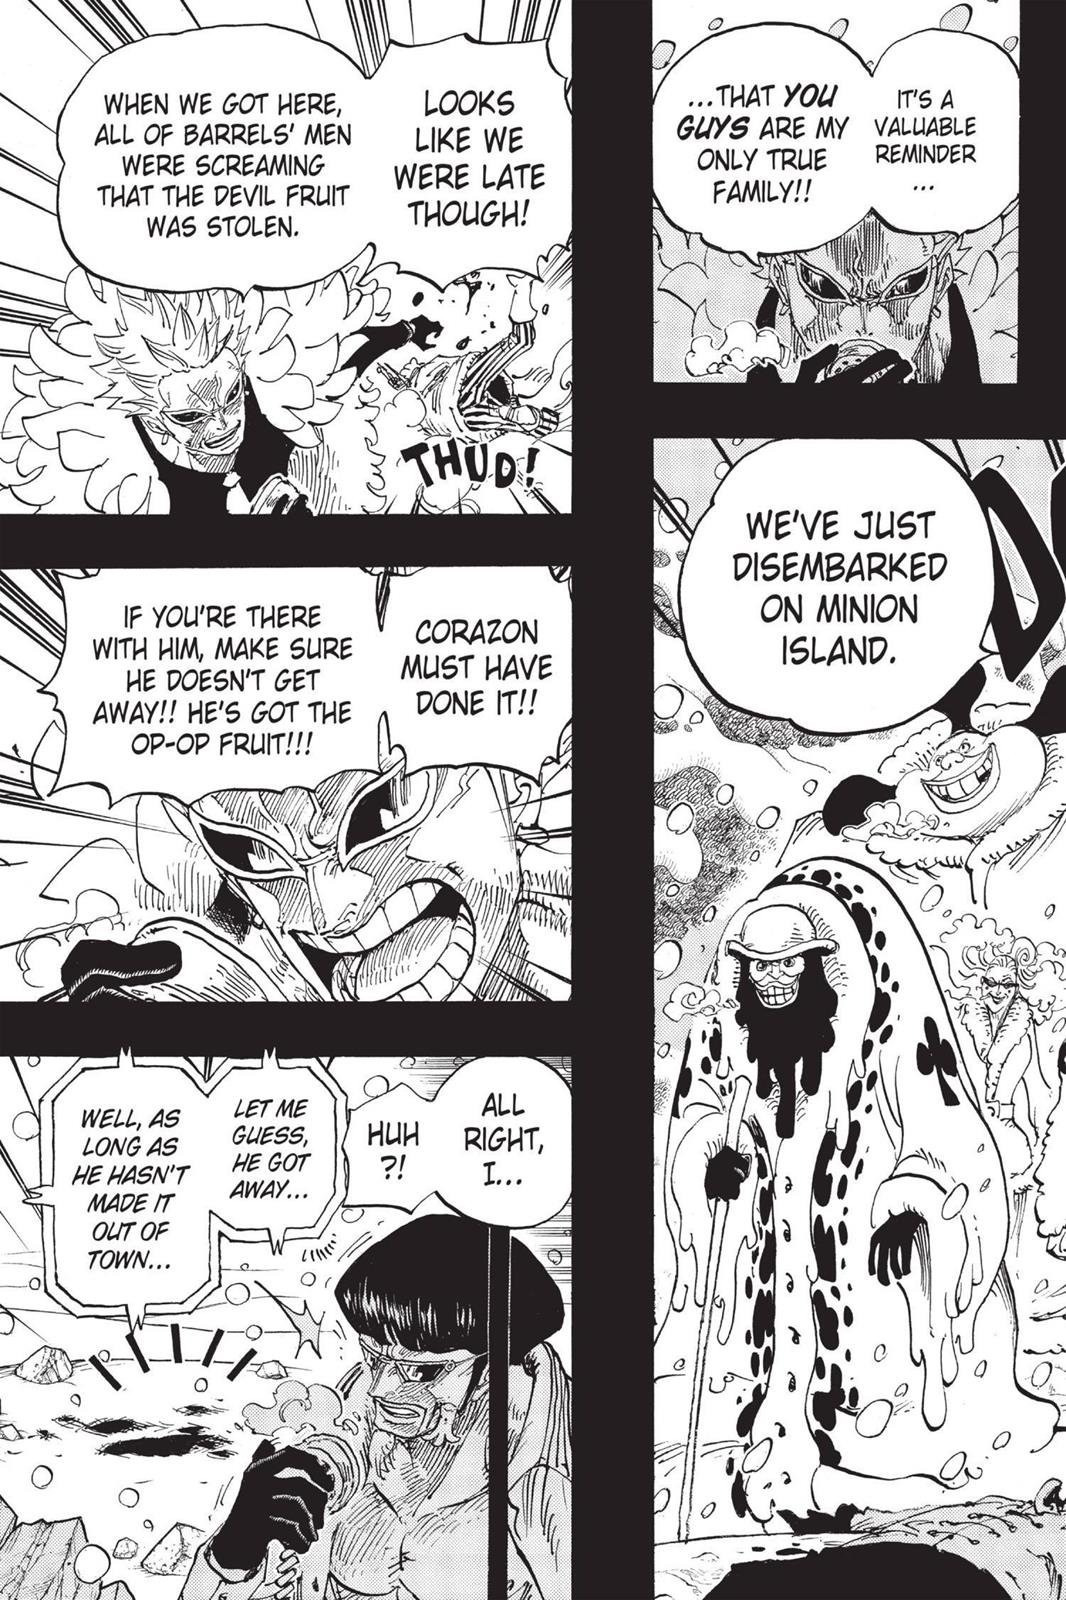 IT'S A
VALUABLE
REMINDER
...
...THAT YOU
GUYS ARE MY
ONLY TRUE
FAMILY!!
WE'VE JUST
DISEMBARKED
ON MINION
ISLAND.
LOOKS
LIKE WE
WERE LATE
THOUGH!
WHEN WE GOT HERE,
ALL OF BARRELS' MEN
WERE SCREAMING
THAT THE DEVIL FRUIT
WAS STOLEN.
THUD!
CORAZON
MUST HAVE
DONE IT!!
IF YOU'RE THERE
WITH HIM, MAKE SURE
HE DOESN'T GET
AWAY!! HE'S GOT THE
OP-OP FRUIT!!!
ALL
RIGHT,
I...
HUH
?!
LET ME
GUESS,
HE GOT
AWAY...
WELL, AS
LONG AS
HE HASN'T
MADE IT
OUT OF
TOWN...